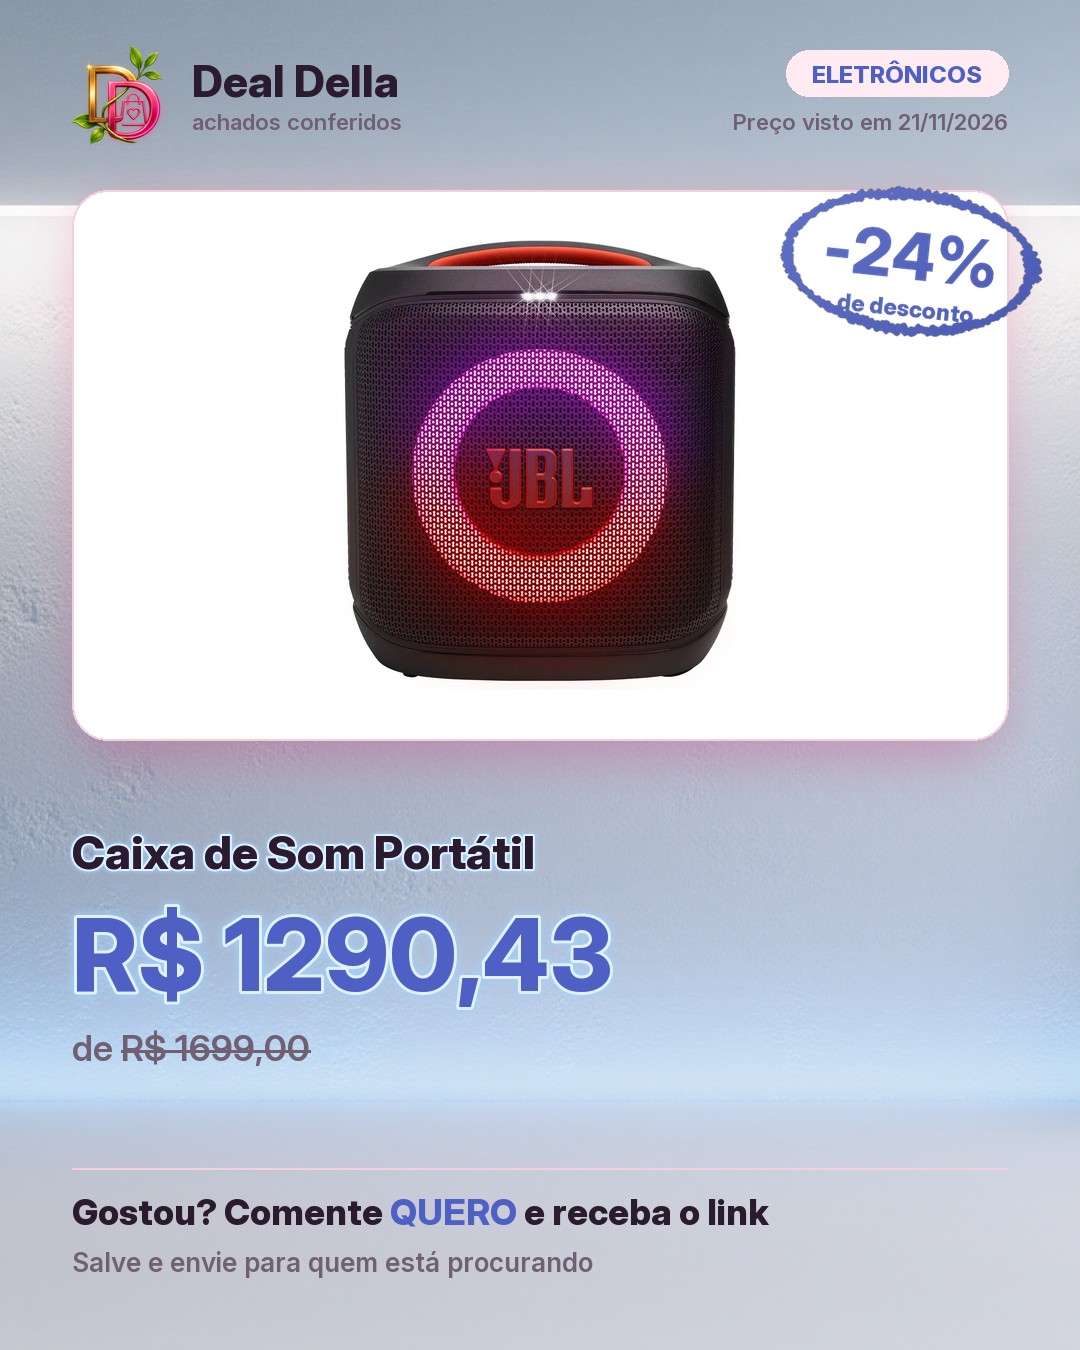 Deal Della
achados conferidos
ELETRÔNICOS
Preço visto em 21/11/2026
-24%
de desconto
JBL
Caixa de Som Portátil
R$ 1290,43
de R$ 1699,00
Gostou? Comente QUERO e receba o link
Salve e envie para quem está procurando